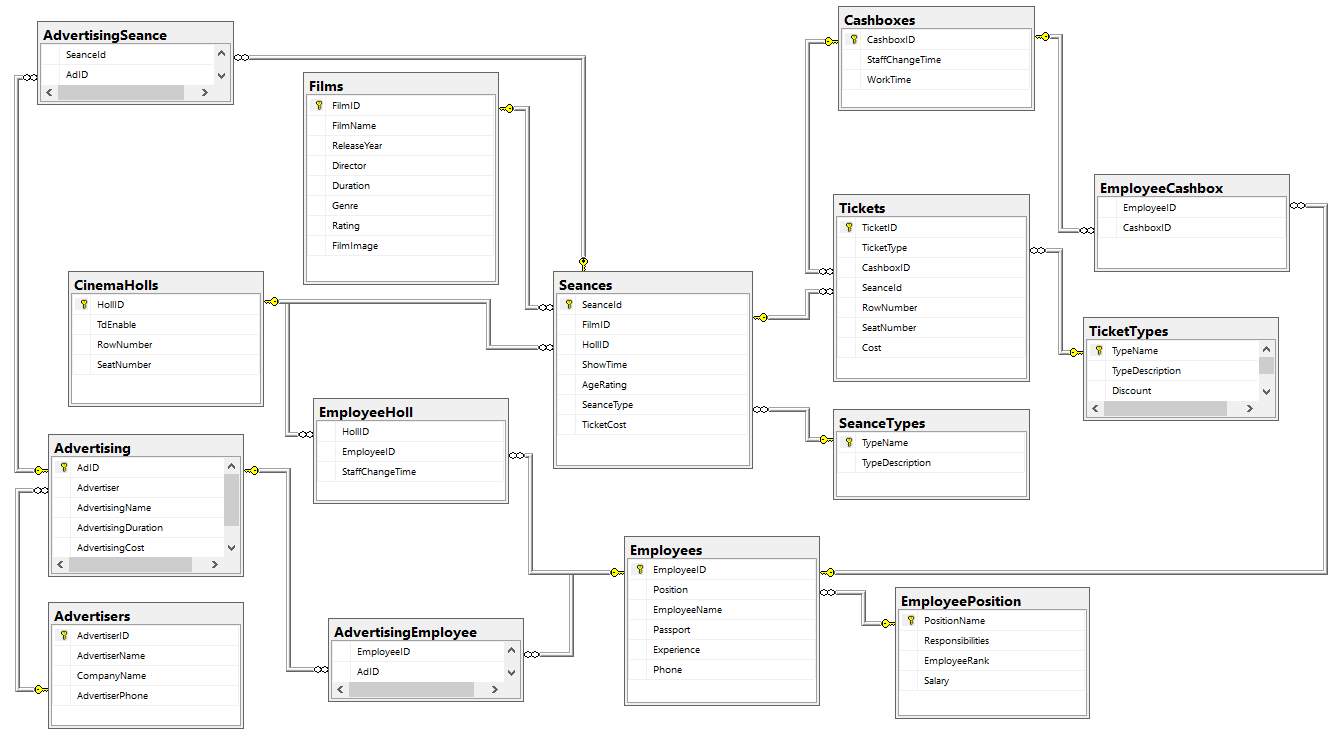 AdvertisingSeance
SeanceId
AdID
Films
FilmID
FilmName
ReleaseYear
Director
Duration
Genre
Rating
FilmImage
Cashboxes
CashboxID
StaffChangeTime
WorkTime
EmployeeCashbox
EmployeeID
CashboxID
Tickets
TicketID
TicketType
CashboxID
SeanceId
RowNumber
SeatNumber
Cost
CinemaHolls
HollID
TdEnable
RowNumber
SeatNumber
Seances
SeanceId
FilmID
HollID
ShowTime
AgeRating
SeanceType
TicketCost
TicketTypes
TypeName
TypeDescription
Discount
EmployeeHoll
HollID
EmployeeID
StaffChangeTime
SeanceTypes
TypeName
TypeDescription
Advertising
AdID
Advertiser
AdvertisingName
AdvertisingDuration
AdvertisingCost
Employees
EmployeeID
Position
EmployeeName
Passport
Experience
Phone
EmployeePosition
PositionName
Responsibilities
EmployeeRank
Salary
Advertisers
AdvertiserID
AdvertiserName
CompanyName
AdvertiserPhone
AdvertisingEmployee
EmployeeID
AdID